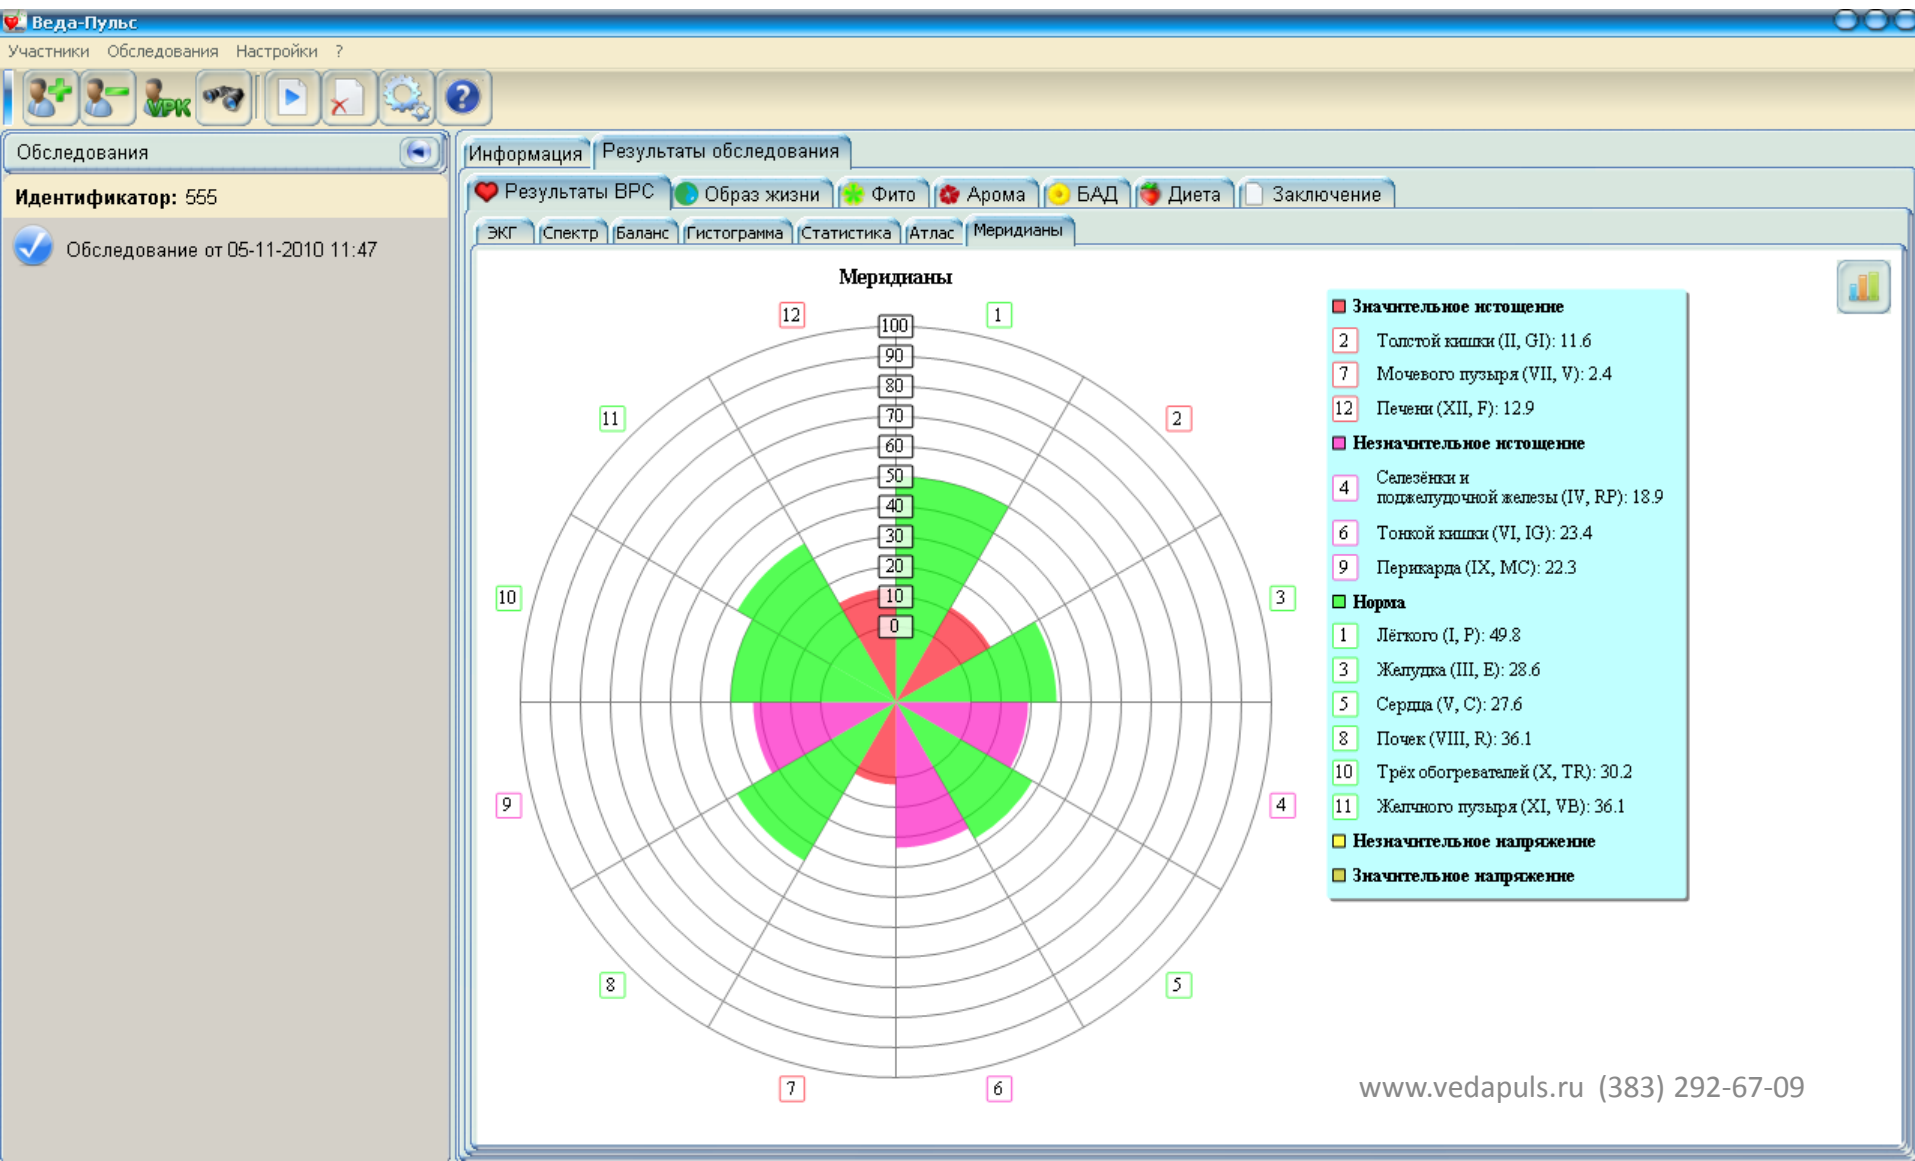 Веда-Пульс
Участники Обследования Настройки ?
VPK
Обследования
Идентификатор: 555
Обследование от 05-11-2010 11:47
Информация Результаты обследования
Результаты ВРС Образ жизни Фито Арома БАД Диета Заключение
ЭКГ Спектр Баланс Гистограмма Статистика Атлас Меридианы
Меридианы
12
1
11
2
10
3
9
4
8
5
7
6
100
90
80
70
60
50
40
30
20
10
0
Значительное истощение
2 Толстой кишки (II, GI): 11.6
7 Мочевого пузыря (VII, V): 2.4
12 Печени (XII, F): 12.9
Незначительное истощение
4 Селезёнки и
поджелудочной железы (IV, RP): 18.9
6 Тонкой кишки (VI, IG): 23.4
9 Перикарда (IX, MC): 22.3
Норма
1 Лёгкого (I, P): 49.8
3 Желудка (III, E): 28.6
5 Сердца (V, C): 27.6
8 Почек (VIII, R): 36.1
10 Трёх обогревателей (X, TR): 30.2
11 Желчного пузыря (XI, VB): 36.1
Незначительное напряжение
Значительное напряжение
www.vedapuls.ru (383) 292-67-09